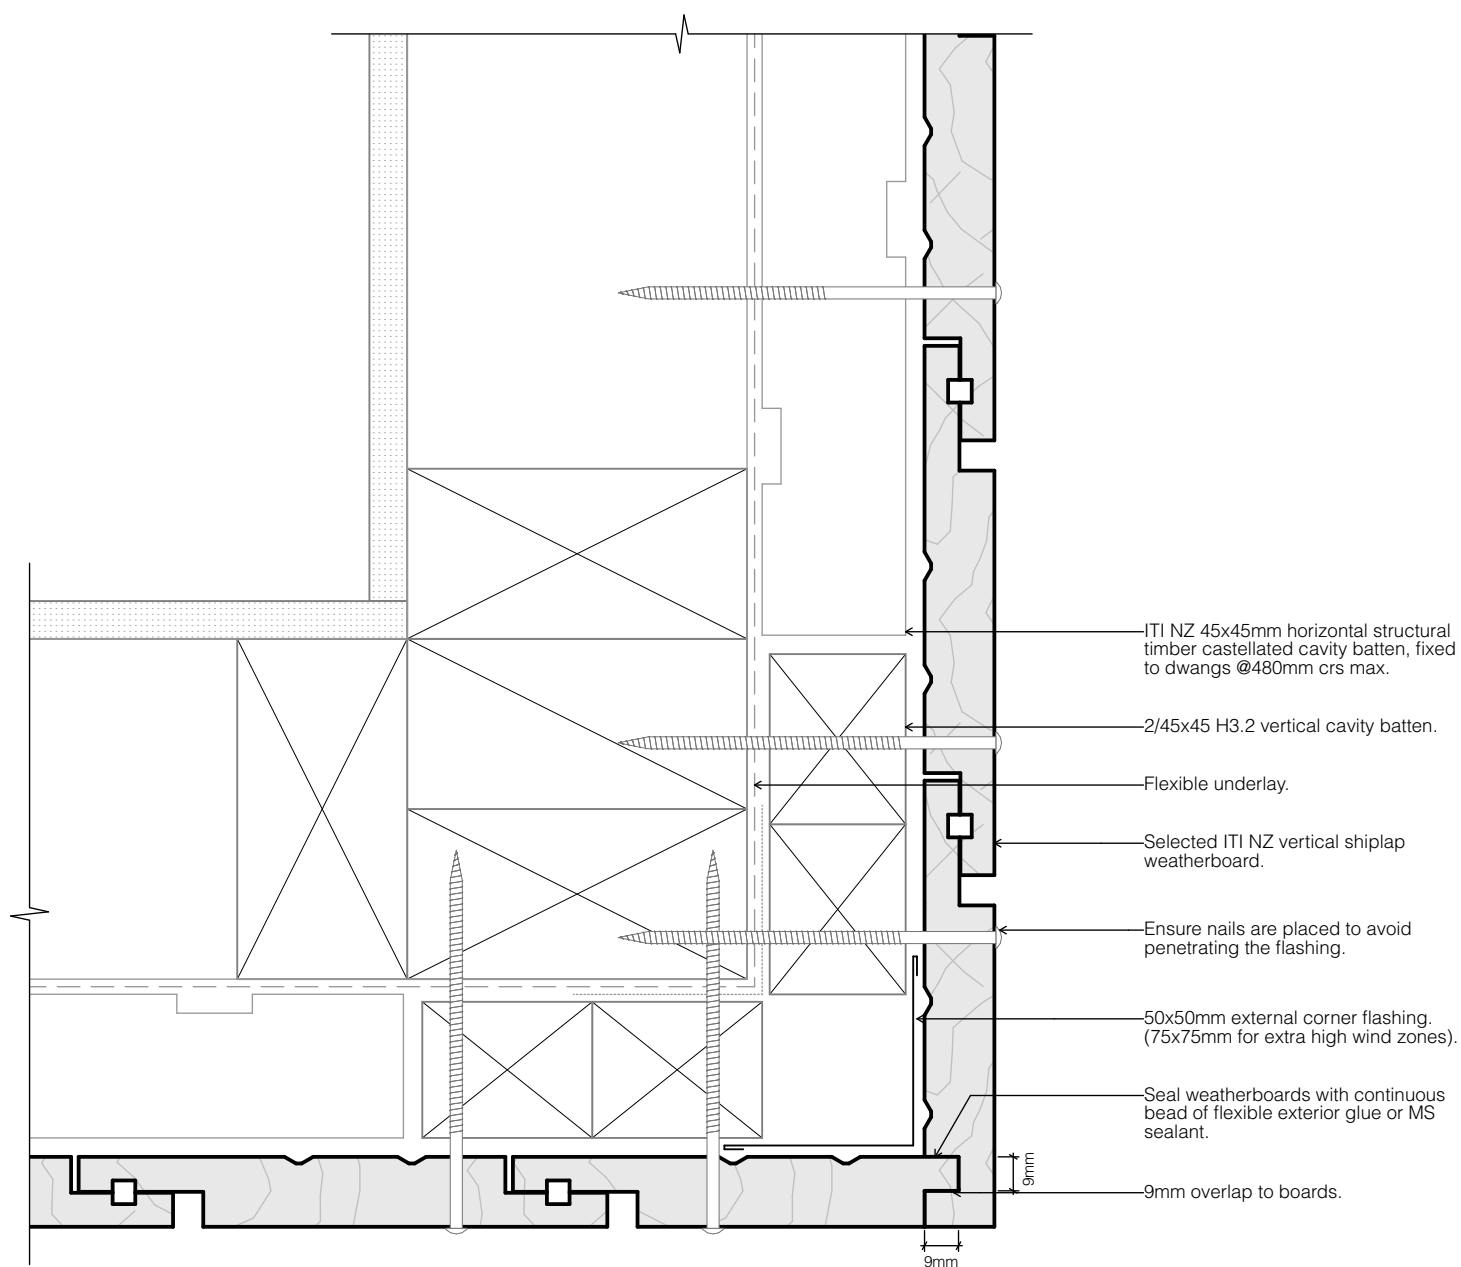 ITI NZ 45x45mm horizontal structural
timber castellated cavity batten, fixed
to dwangs @480mm crs max.
2/45x45 H3.2 vertical cavity batten.
Flexible underlay.
Selected ITI NZ vertical shiplap
weatherboard.
Ensure nails are placed to avoid
penetrating the flashing.
50x50mm external corner flashing.
(75x75mm for extra high wind zones).
Seal weatherboards with continuous
bead of flexible exterior glue or MS
sealant.
9mm
9mm overlap to boards.
9mm